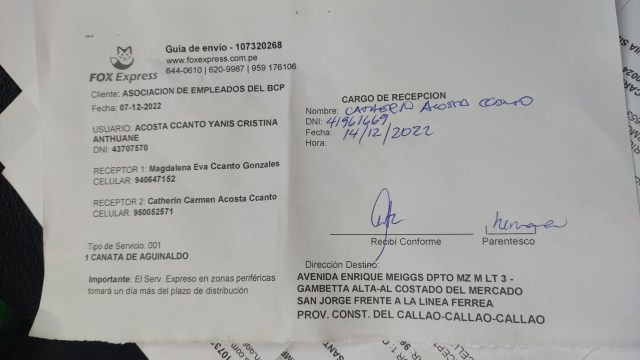 FOX Express
Guía de envío - 107320268
www.foxexpress.com.pe
644-0610 | 620-9987 | 959 176106
Cliente: ASOCIACION DE EMPLEADOS DEL BCP
Fecha: 07-12-2022
USUARIO: ACOSTA CCANTO YANIS CRISTINA
ANTHUANE
DNI: 43707570
RECEPTOR 1: Magdalena Eva Ccanto Gonzales
CELULAR: 940647152
RECEPTOR 2: Catherin Carmen Acosta Ccanto
CELULAR: 950052571
Tipo de Servicio: 001
1 CANATA DE AGUINALDO
Importante: El Serv. Expreso en zonas periféricas
tomará un día más del plazo de distribución
CARGO DE RECEPCION
Nombre: CATHERIN ACOSTA CCANTO
DNI: 41961669
Fecha: 14/12/2022
Hora:
Recibi Conforme
Parentesco
Dirección Destino:
AVENIDA ENRIQUE MEIGGS DPTO MZ M LT 3 -
GAMBETTA ALTA-AL COSTADO DEL MERCADO
SAN JORGE FRENTE A LA LINEA FERREA
PROV. CONST. DEL CALLAO-CALLAO-CALLAO